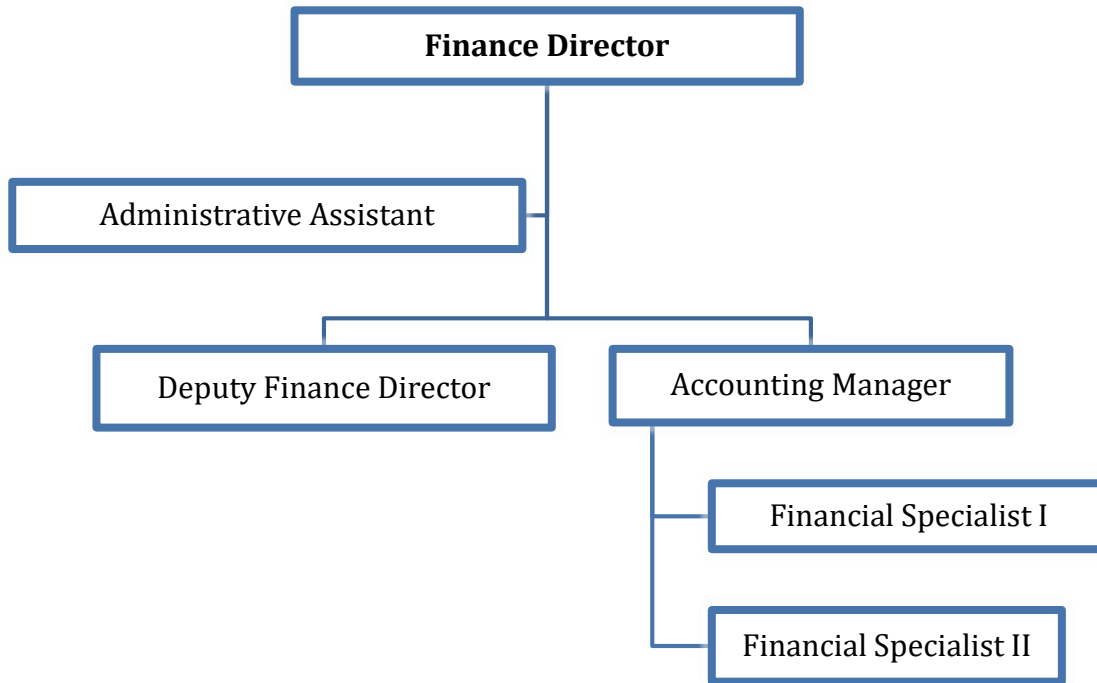 Finance Director
Administrative Assistant
Deputy Finance Director
Accounting Manager
Financial Specialist I
Financial Specialist II